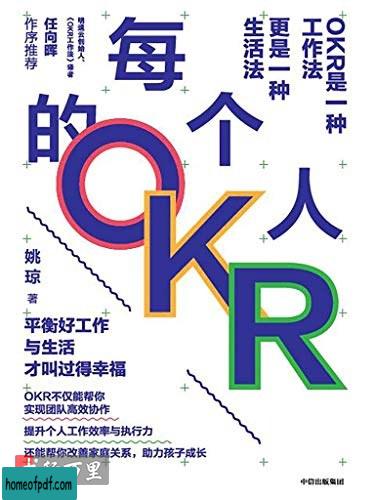 OKR是一种
工作法
更是一种
生活法
明道云创始人、
《OKR工作法》译者
任向晖
作序推荐
每个人
的OKR
姚琼 著
平衡好工作
与生活
才叫过得幸福
OKR不仅能帮你
实现团队高效协作
提升个人工作效率与执行力
还能帮你改善家庭关系，助力孩子成长
中信出版集团
homeofpdf.com